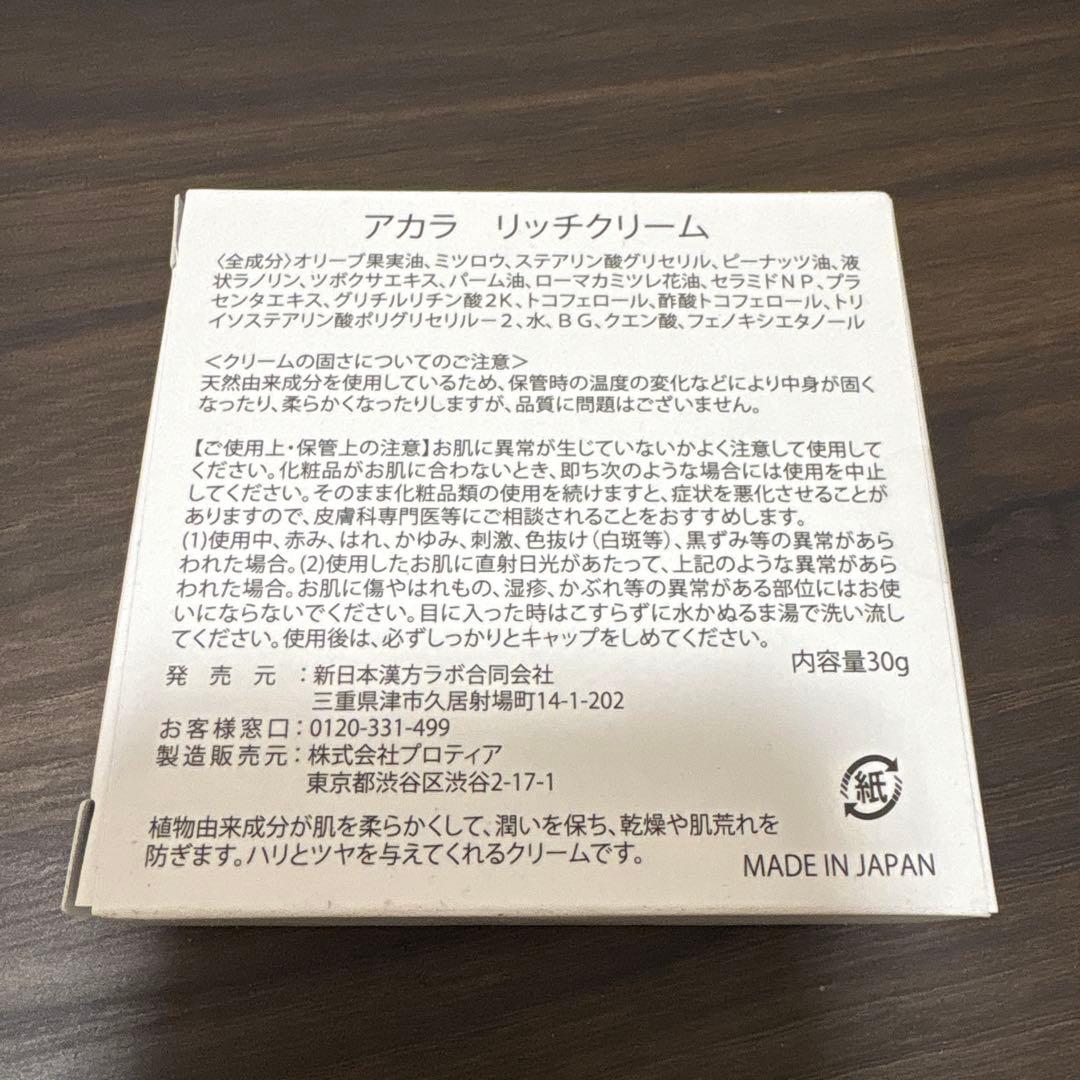 アカラ　リッチクリーム
〈全成分〉オリーブ果実油、ミツロウ、ステアリン酸グリセリル、ピーナッツ油、液
状ラノリン、ツボクサエキス、パーム油、ローマカミツレ花油、セラミドＮＰ、プラ
センタエキス、グリチルリチン酸２Ｋ、トコフェロール、酢酸トコフェロール、トリ
イソステアリン酸ポリグリセリル－２、水、ＢＧ、クエン酸、フェノキシエタノール
＜クリームの固さについてのご注意＞
天然由来成分を使用しているため、保管時の温度の変化などにより中身が固く
なったり、柔らかくなったりしますが、品質に問題はございません。
【ご使用上・保管上の注意】お肌に異常が生じていないかよく注意して使用して
ください。化粧品がお肌に合わないとき、即ち次のような場合には使用を中止
してください。そのまま化粧品類の使用を続けますと、症状を悪化させることが
ありますので、皮膚科専門医等にご相談されることをおすすめします。
(1)使用中、赤み、はれ、かゆみ、刺激、色抜け(白斑等)、黒ずみ等の異常があら
われた場合。(2)使用したお肌に直射日光があたって、上記のような異常があら
われた場合。お肌に傷やはれもの、湿疹、かぶれ等の異常がある部位にはお使
いにならないでください。目に入った時はこすらずに水かぬるま湯で洗い流し
てください。使用後は、必ずしっかりとキャップをしめてください。
内容量30g
発売元：新日本漢方ラボ合同会社
三重県津市久居射場町14-1-202
お客様窓口：0120-331-499
製造販売元：株式会社プロティア
東京都渋谷区渋谷2-17-1
紙
植物由来成分が肌を柔らかくして、潤いを保ち、乾燥や肌荒れを
防ぎます。ハリとツヤを与えてくれるクリームです。
MADE IN JAPAN